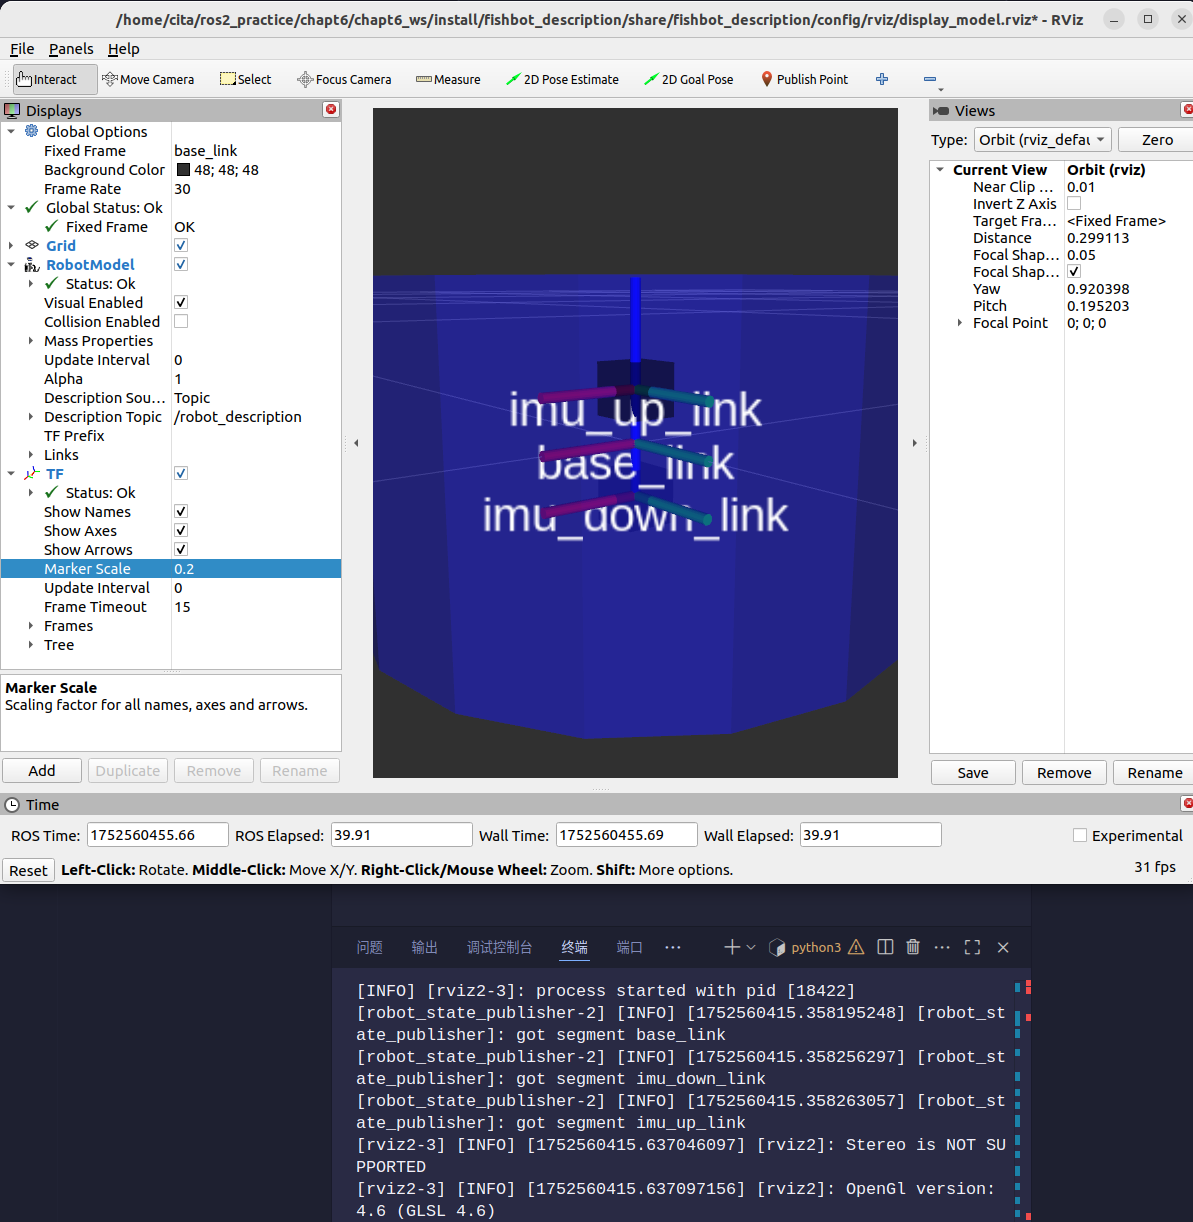 /home/cita/ros2_practice/chapt6/chapt6_ws/install/fishbot_description/share/fishbot_description/config/rviz/display_model.rviz* - RViz
File Panels Help
Interact Move Camera Select Focus Camera Measure 2D Pose Estimate 2D Goal Pose Publish Point
Displays
Global Options
Fixed Frame base_link
Background Color 48; 48; 48
Frame Rate 30
Global Status: Ok
Fixed Frame OK
Grid
RobotModel
Status: Ok
Visual Enabled
Collision Enabled
Mass Properties
Update Interval 0
Alpha 1
Description Sou... Topic
Description Topic /robot_description
TF Prefix
Links
TF
Status: Ok
Show Names
Show Axes
Show Arrows
Marker Scale 0.2
Update Interval 0
Frame Timeout 15
Frames
Tree
Marker Scale
Scaling factor for all names, axes and arrows.
Add Duplicate Remove Rename
imu_up_link
base_link
imu_down_link
Views
Type: Orbit (rviz_defau Zero
Current View Orbit (rviz)
Near Clip ... 0.01
Invert Z Axis
Target Fra... <Fixed Frame>
Distance 0.299113
Focal Shap... 0.05
Focal Shap...
Yaw 0.920398
Pitch 0.195203
Focal Point 0; 0; 0
Save Remove Rename
Time
ROS Time: 1752560455.66 ROS Elapsed: 39.91 Wall Time: 1752560455.69 Wall Elapsed: 39.91 Experimental
Reset Left-Click: Rotate. Middle-Click: Move X/Y. Right-Click/Mouse Wheel: Zoom. Shift: More options. 31 fps
问题 输出 调试控制台 终端 端口 ··· python3 ···
[INFO] [rviz2-3]: process started with pid [18422]
[robot_state_publisher-2] [INFO] [1752560415.358195248] [robot_st
ate_publisher]: got segment base_link
[robot_state_publisher-2] [INFO] [1752560415.358256297] [robot_st
ate_publisher]: got segment imu_down_link
[robot_state_publisher-2] [INFO] [1752560415.358263057] [robot_st
ate_publisher]: got segment imu_up_link
[rviz2-3] [INFO] [1752560415.637046097] [rviz2]: Stereo is NOT SU
PPORTED
[rviz2-3] [INFO] [1752560415.637097156] [rviz2]: OpenGl version:
4.6 (GLSL 4.6)